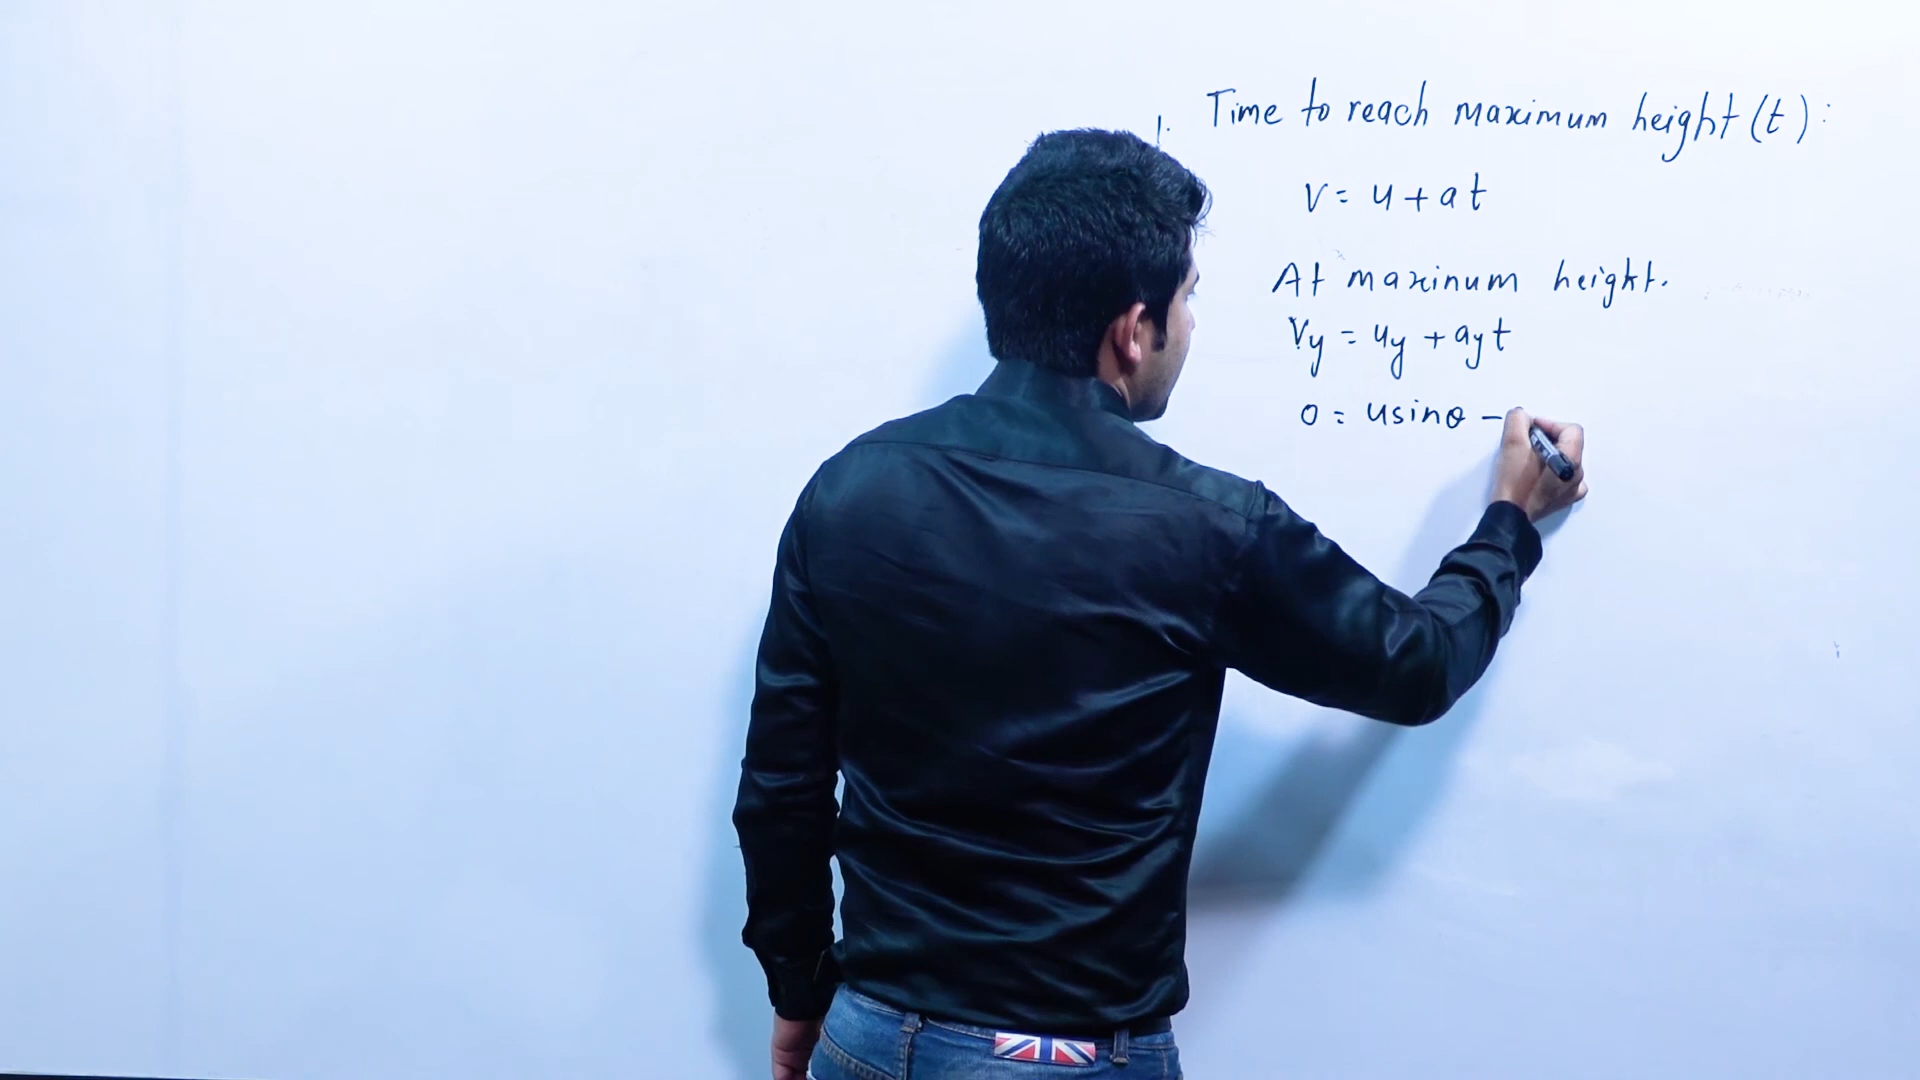 1. Time to reach maximum height (t):
v = u + at
At maxinum height.
Vy = uy + ayt
0 = usinθ –